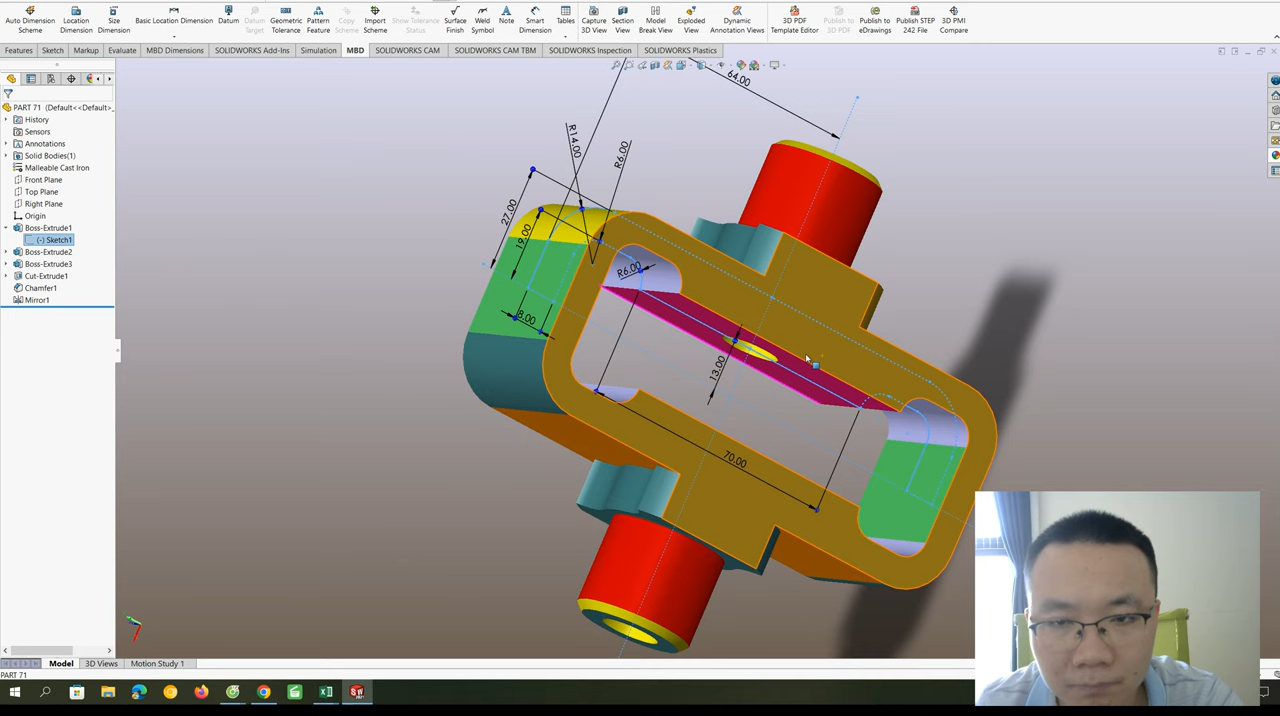 Auto Dimension Scheme
Location Dimension
Size Dimension
Basic Location Dimension
Basic Size Dimension
Datum
Datum Target
Geometric Tolerance
Pattern Feature
Copy Scheme
Import Scheme
Show Tolerance Status
Surface Finish
Weld Symbol
Note
Smart Dimension
Tables
Capture 3D View
Section View
Model Break View
Exploded View
Dynamic Annotation Views
3D PDF Template Editor
Publish to 3D PDF
Publish to eDrawings
Publish STEP 242 File
3D PMI Compare
Features
Sketch
Markup
Evaluate
MBD Dimensions
SOLIDWORKS Add-Ins
Simulation
MBD
SOLIDWORKS CAM
SOLIDWORKS CAM TBM
SOLIDWORKS Inspection
SOLIDWORKS Plastics
PART 71 (Default<<Default>
History
Sensors
Annotations
Solid Bodies(1)
Malleable Cast Iron
Front Plane
Top Plane
Right Plane
Origin
Boss-Extrude1
(-) Sketch1
Boss-Extrude2
Boss-Extrude3
Cut-Extrude1
Chamfer1
Mirror1
64.00
R14.00
R6.00
27.00
19.00
R6.00
8.00
13.00
70.00
Model
3D Views
Motion Study 1
PART 71